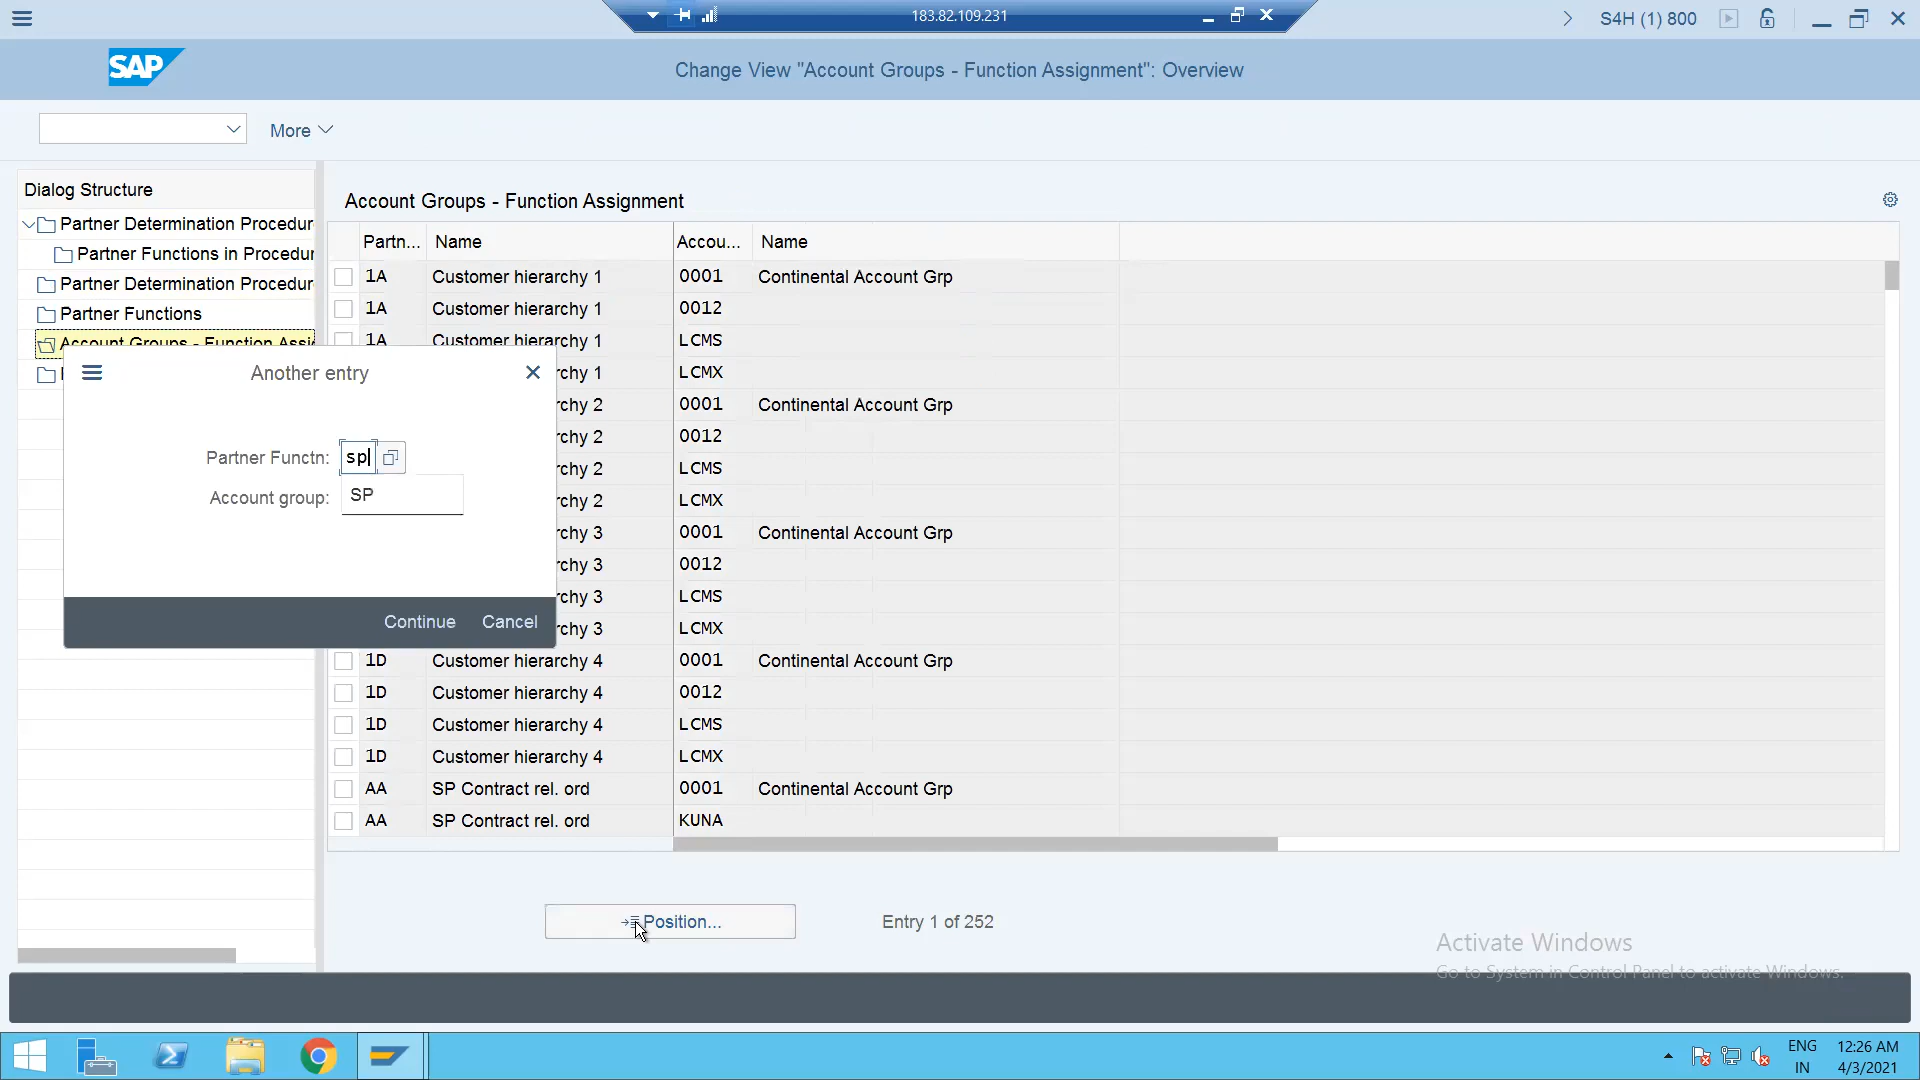 183.82.109.231
S4H (1) 800
SAP
Change View "Account Groups - Function Assignment": Overview
More
Dialog Structure
Partner Determination Procedur
Partner Functions in Procedur
Partner Determination Procedur
Partner Functions
Account Groups - Function Assi
Account Groups - Function Assignment
Partn... Name Accou... Name
1A Customer hierarchy 1 0001 Continental Account Grp
1A Customer hierarchy 1 0012
1A Customer hierarchy 1 LCMS
rchy 1 LCMX
rchy 2 0001 Continental Account Grp
rchy 2 0012
rchy 2 LCMS
rchy 2 LCMX
rchy 3 0001 Continental Account Grp
rchy 3 0012
rchy 3 LCMS
rchy 3 LCMX
1D Customer hierarchy 4 0001 Continental Account Grp
1D Customer hierarchy 4 0012
1D Customer hierarchy 4 LCMS
1D Customer hierarchy 4 LCMX
AA SP Contract rel. ord 0001 Continental Account Grp
AA SP Contract rel. ord KUNA
Another entry
Partner Functn: sp
Account group: SP
Continue Cancel
Position...
Entry 1 of 252
Activate Windows
Go to System in Control Panel to activate Windows.
ENG
IN
12:26 AM
4/3/2021